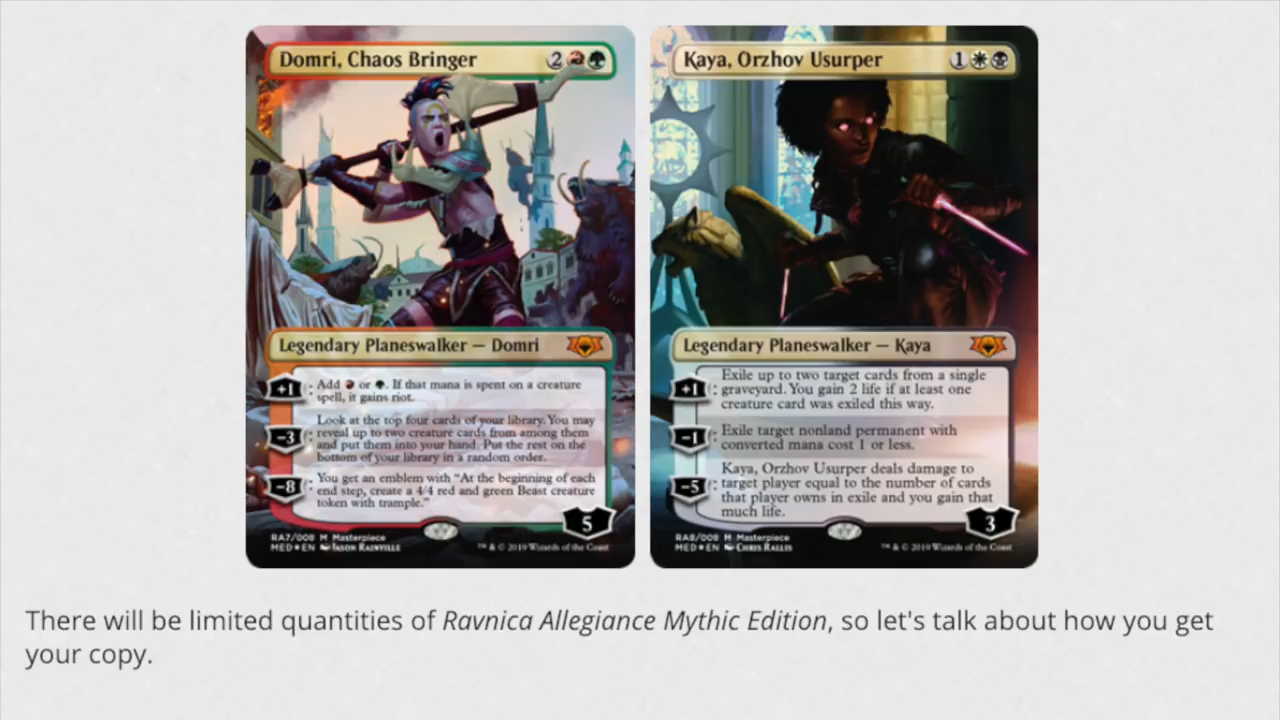 Domri, Chaos Bringer 2
Legendary Planeswalker — Domri
+1: Add or . If that mana is spent on a creature
spell, it gains riot.
-3: Look at the top four cards of your library. You may
reveal up to two creature cards from among them
and put them into your hand. Put the rest on the
bottom of your library in a random order.
-8: You get an emblem with “At the beginning of each
end step, create a 4/4 red and green Beast creature
token with trample.”
5
RA7/008 M Masterpiece
MED★EN Jason Rainville ™ & © 2019 Wizards of the Coast
Kaya, Orzhov Usurper 1
Legendary Planeswalker — Kaya
+1: Exile up to two target cards from a single
graveyard. You gain 2 life if at least one
creature card was exiled this way.
-1: Exile target nonland permanent with
converted mana cost 1 or less.
-5: Kaya, Orzhov Usurper deals damage to
target player equal to the number of cards
that player owns in exile and you gain that
much life.
3
RA8/008 M Masterpiece
MED★EN Chris Rallis ™ & © 2019 Wizards of the Coast
There will be limited quantities of Ravnica Allegiance Mythic Edition, so let's talk about how you get
your copy.